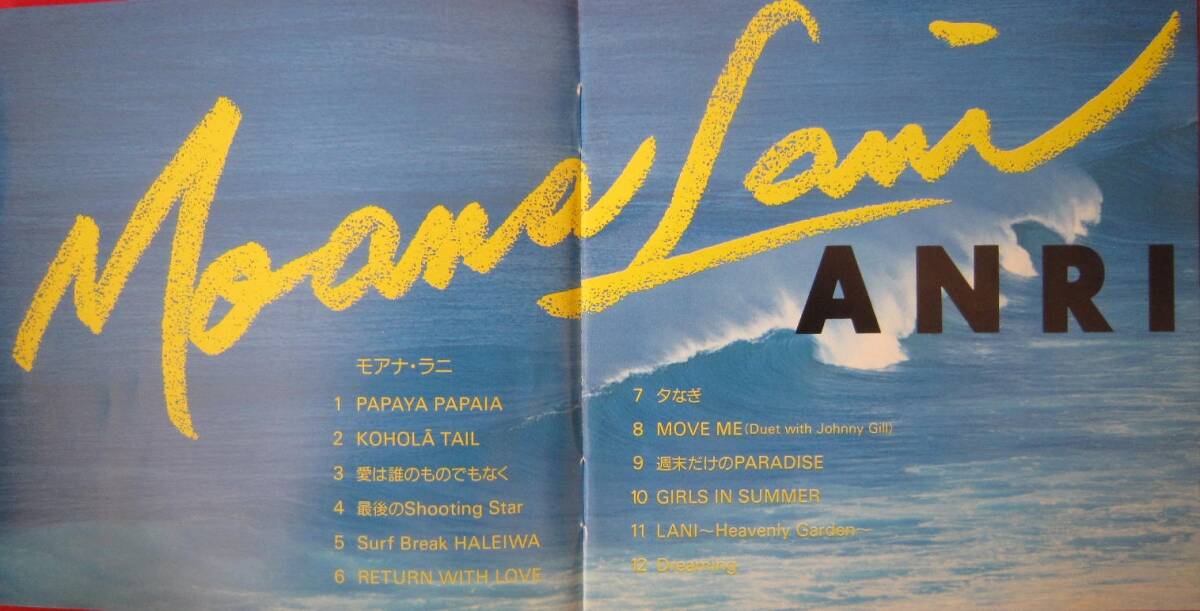 Moana Lani
ANRI
モアナ・ラニ
1 PAPAYA PAPAIA
2 KOHOLĀ TAIL
3 愛は誰のものでもなく
4 最後のShooting Star
5 Surf Break HALEIWA
6 RETURN WITH LOVE
7 夕なぎ
8 MOVE ME(Duet with Johnny Gill)
9 週末だけのPARADISE
10 GIRLS IN SUMMER
11 LANI〜Heavenly Garden〜
12 Dreaming